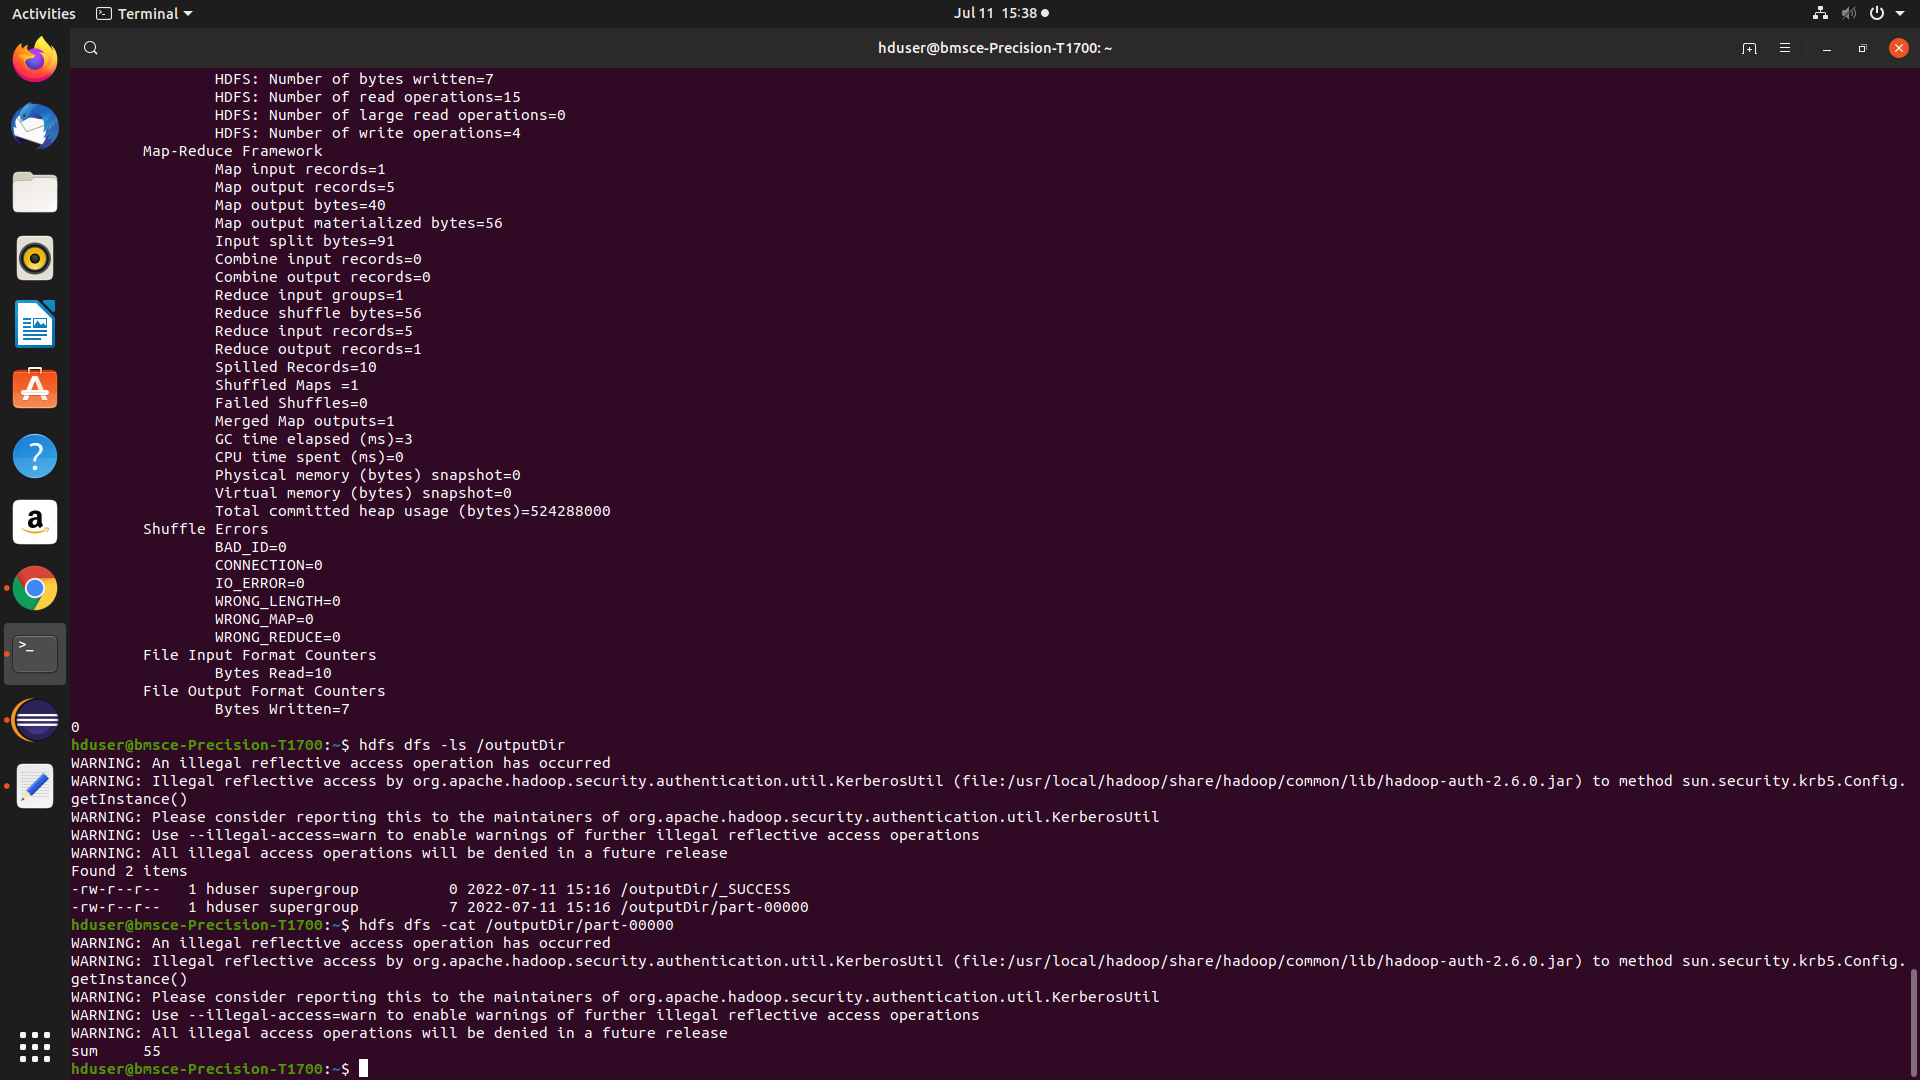 Activities Terminal Jul 11 15:38
hduser@bmsce-Precision-T1700: ~
HDFS: Number of bytes written=7
HDFS: Number of read operations=15
HDFS: Number of large read operations=0
HDFS: Number of write operations=4
Map-Reduce Framework
Map input records=1
Map output records=5
Map output bytes=40
Map output materialized bytes=56
Input split bytes=91
Combine input records=0
Combine output records=0
Reduce input groups=1
Reduce shuffle bytes=56
Reduce input records=5
Reduce output records=1
Spilled Records=10
Shuffled Maps =1
Failed Shuffles=0
Merged Map outputs=1
GC time elapsed (ms)=3
CPU time spent (ms)=0
Physical memory (bytes) snapshot=0
Virtual memory (bytes) snapshot=0
Total committed heap usage (bytes)=524288000
Shuffle Errors
BAD_ID=0
CONNECTION=0
IO_ERROR=0
WRONG_LENGTH=0
WRONG_MAP=0
WRONG_REDUCE=0
File Input Format Counters
Bytes Read=10
File Output Format Counters
Bytes Written=7
0
hduser@bmsce-Precision-T1700:~$ hdfs dfs -ls /outputDir
WARNING: An illegal reflective access operation has occurred
WARNING: Illegal reflective access by org.apache.hadoop.security.authentication.util.KerberosUtil (file:/usr/local/hadoop/share/hadoop/common/lib/hadoop-auth-2.6.0.jar) to method sun.security.krb5.Config.
getInstance()
WARNING: Please consider reporting this to the maintainers of org.apache.hadoop.security.authentication.util.KerberosUtil
WARNING: Use --illegal-access=warn to enable warnings of further illegal reflective access operations
WARNING: All illegal access operations will be denied in a future release
Found 2 items
-rw-r--r--   1 hduser supergroup          0 2022-07-11 15:16 /outputDir/_SUCCESS
-rw-r--r--   1 hduser supergroup          7 2022-07-11 15:16 /outputDir/part-00000
hduser@bmsce-Precision-T1700:~$ hdfs dfs -cat /outputDir/part-00000
WARNING: An illegal reflective access operation has occurred
WARNING: Illegal reflective access by org.apache.hadoop.security.authentication.util.KerberosUtil (file:/usr/local/hadoop/share/hadoop/common/lib/hadoop-auth-2.6.0.jar) to method sun.security.krb5.Config.
getInstance()
WARNING: Please consider reporting this to the maintainers of org.apache.hadoop.security.authentication.util.KerberosUtil
WARNING: Use --illegal-access=warn to enable warnings of further illegal reflective access operations
WARNING: All illegal access operations will be denied in a future release
sum     55
hduser@bmsce-Precision-T1700:~$